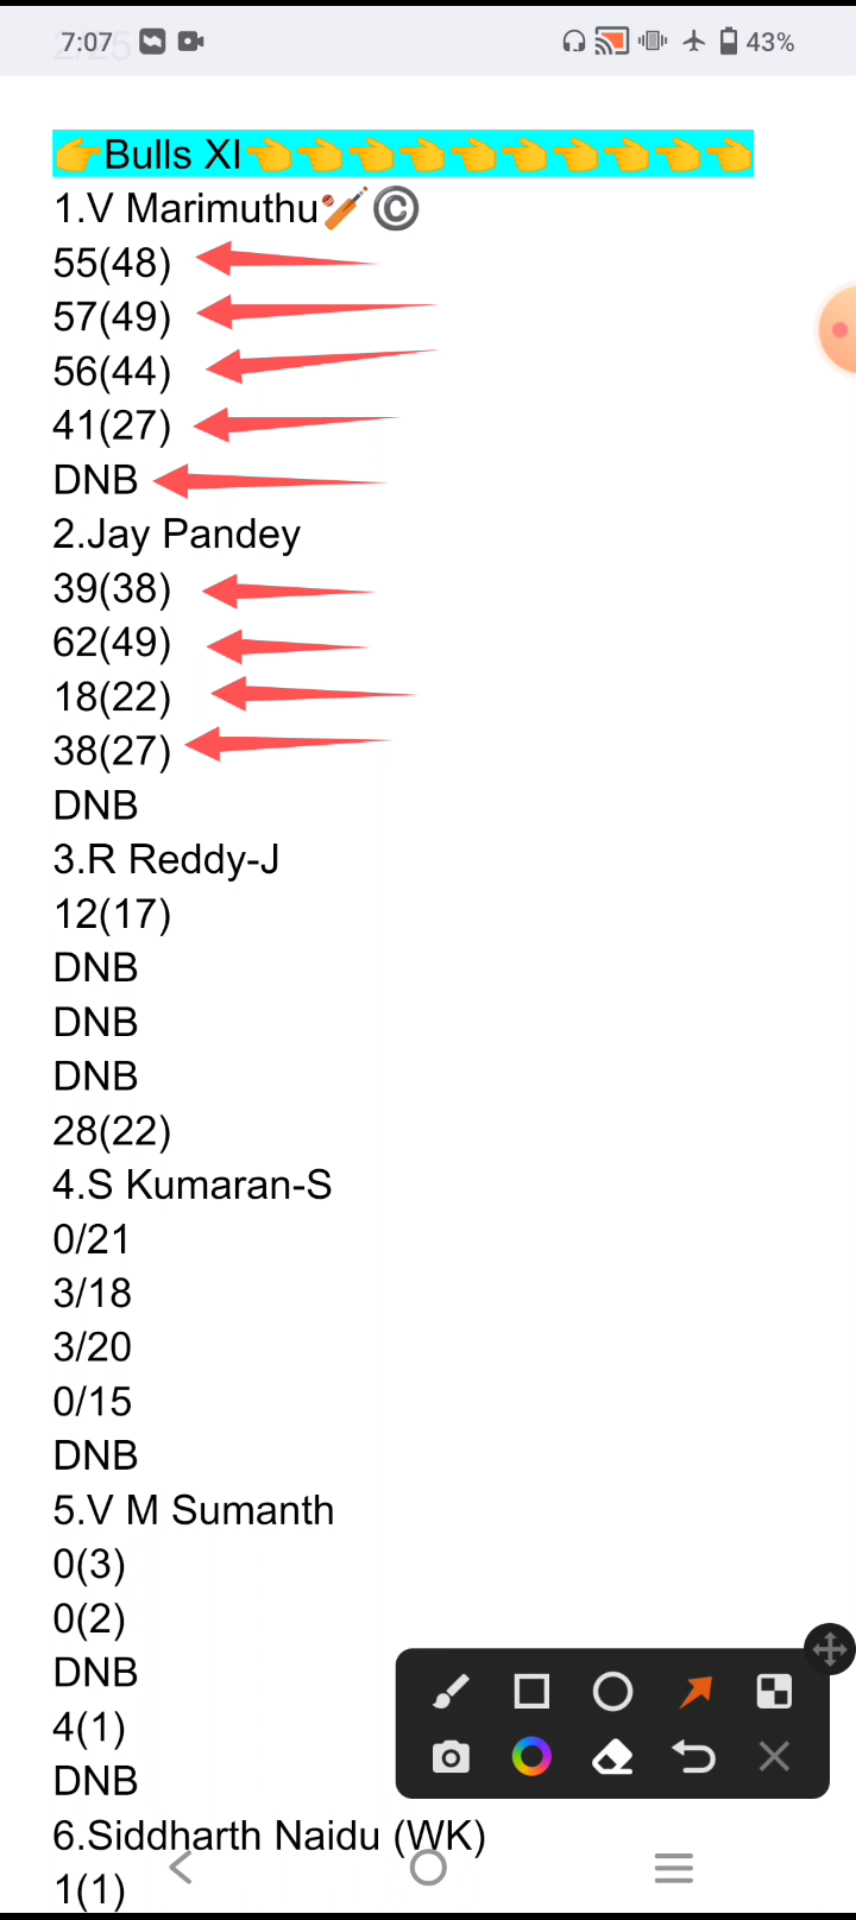 7:07
43%
👉Bulls XI👈👈👈👈👈👈👈👈👈👈
1.V Marimuthu🏏©️
55(48)
57(49)
56(44)
41(27)
DNB
2.Jay Pandey
39(38)
62(49)
18(22)
38(27)
DNB
3.R Reddy-J
12(17)
DNB
DNB
DNB
28(22)
4.S Kumaran-S
0/21
3/18
3/20
0/15
DNB
5.V M Sumanth
0(3)
0(2)
DNB
4(1)
DNB
6.Siddharth Naidu (WK)
1(1)